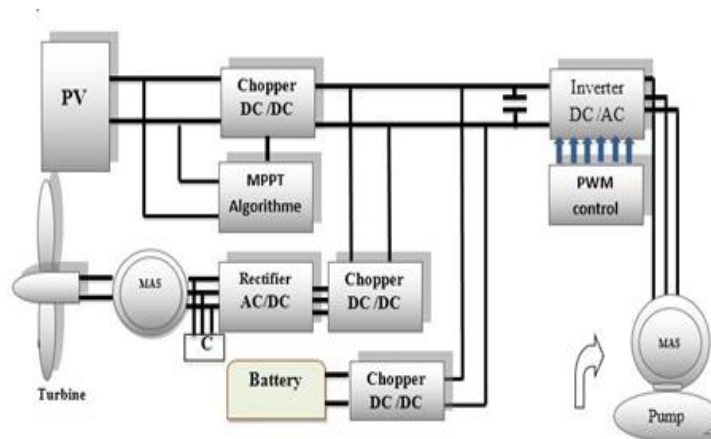 PV
Chopper
DC /DC
Inverter
DC /AC
MPPT
Algorithme
PWM
control
MAS
Rectifier
AC/DC
Chopper
DC /DC
C
Turbine
Battery
Chopper
DC /DC
MAS
Pump